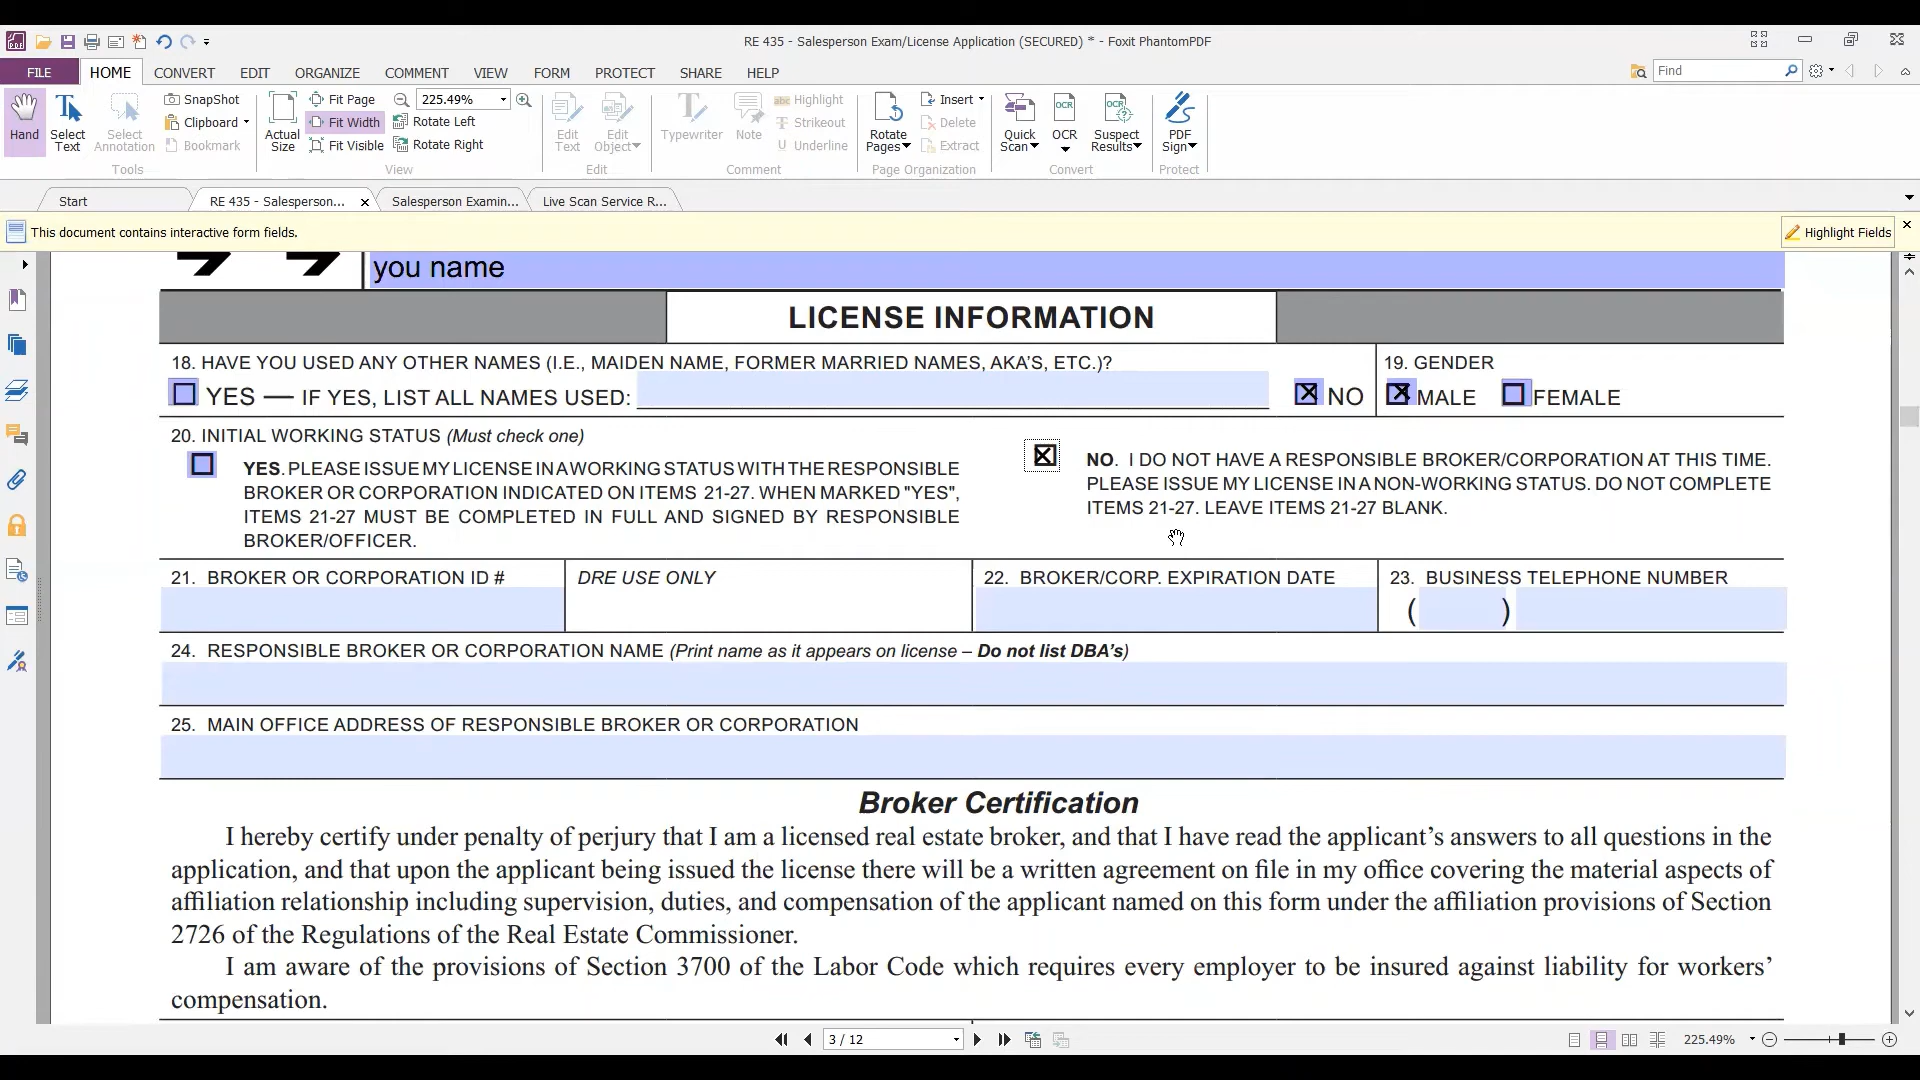 RE 435 - Salesperson Exam/License Application (SECURED) * - Foxit PhantomPDF
FILE HOME CONVERT EDIT ORGANIZE COMMENT VIEW FORM PROTECT SHARE HELP Find
Hand
Select Text
Select Annotation
SnapShot
Clipboard
Bookmark
Tools
Actual Size
Fit Page
Fit Width
Fit Visible
225.49%
Rotate Left
Rotate Right
View
Edit Text
Edit Object
Edit
Typewriter
Note
Highlight
Strikeout
Underline
Comment
Rotate Pages
Insert
Delete
Extract
Page Organization
Quick Scan
OCR
Suspect Results
Convert
PDF Sign
Protect
Start RE 435 - Salesperson... Salesperson Examin... Live Scan Service R...
This document contains interactive form fields. Highlight Fields
you name
LICENSE INFORMATION
18. HAVE YOU USED ANY OTHER NAMES (I.E., MAIDEN NAME, FORMER MARRIED NAMES, AKA'S, ETC.)?
YES — IF YES, LIST ALL NAMES USED: NO
19. GENDER
MALE FEMALE
20. INITIAL WORKING STATUS (Must check one)
YES. PLEASE ISSUE MY LICENSE IN A WORKING STATUS WITH THE RESPONSIBLE
BROKER OR CORPORATION INDICATED ON ITEMS 21-27. WHEN MARKED "YES",
ITEMS 21-27 MUST BE COMPLETED IN FULL AND SIGNED BY RESPONSIBLE
BROKER/OFFICER.
NO. I DO NOT HAVE A RESPONSIBLE BROKER/CORPORATION AT THIS TIME.
PLEASE ISSUE MY LICENSE IN A NON-WORKING STATUS. DO NOT COMPLETE
ITEMS 21-27. LEAVE ITEMS 21-27 BLANK.
21. BROKER OR CORPORATION ID #
DRE USE ONLY
22. BROKER/CORP. EXPIRATION DATE
23. BUSINESS TELEPHONE NUMBER
( )
24. RESPONSIBLE BROKER OR CORPORATION NAME (Print name as it appears on license – Do not list DBA's)
25. MAIN OFFICE ADDRESS OF RESPONSIBLE BROKER OR CORPORATION
Broker Certification
I hereby certify under penalty of perjury that I am a licensed real estate broker, and that I have read the applicant's answers to all questions in the
application, and that upon the applicant being issued the license there will be a written agreement on file in my office covering the material aspects of
affiliation relationship including supervision, duties, and compensation of the applicant named on this form under the affiliation provisions of Section
2726 of the Regulations of the Real Estate Commissioner.
I am aware of the provisions of Section 3700 of the Labor Code which requires every employer to be insured against liability for workers'
compensation.
3 / 12
225.49%